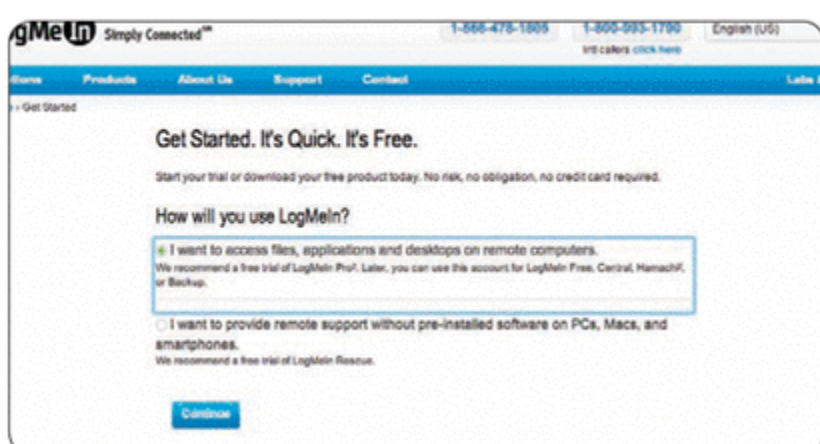 gMeIn Simply Connected™
1-866-478-1805 1-800-993-1790 English (US)
Int'l callers click here
Products About Us Support Contact Labs
› Get Started
Get Started. It's Quick. It's Free.
Start your trial or download your free product today. No risk, no obligation, no credit card required.
How will you use LogMeIn?
I want to access files, applications and desktops on remote computers.
We recommend a free trial of LogMeIn Pro². Later, you can use this account for LogMeIn Free, Central, Hamachi²,
or Backup.
I want to provide remote support without pre-installed software on PCs, Macs, and
smartphones.
We recommend a free trial of LogMeIn Rescue.
Continue